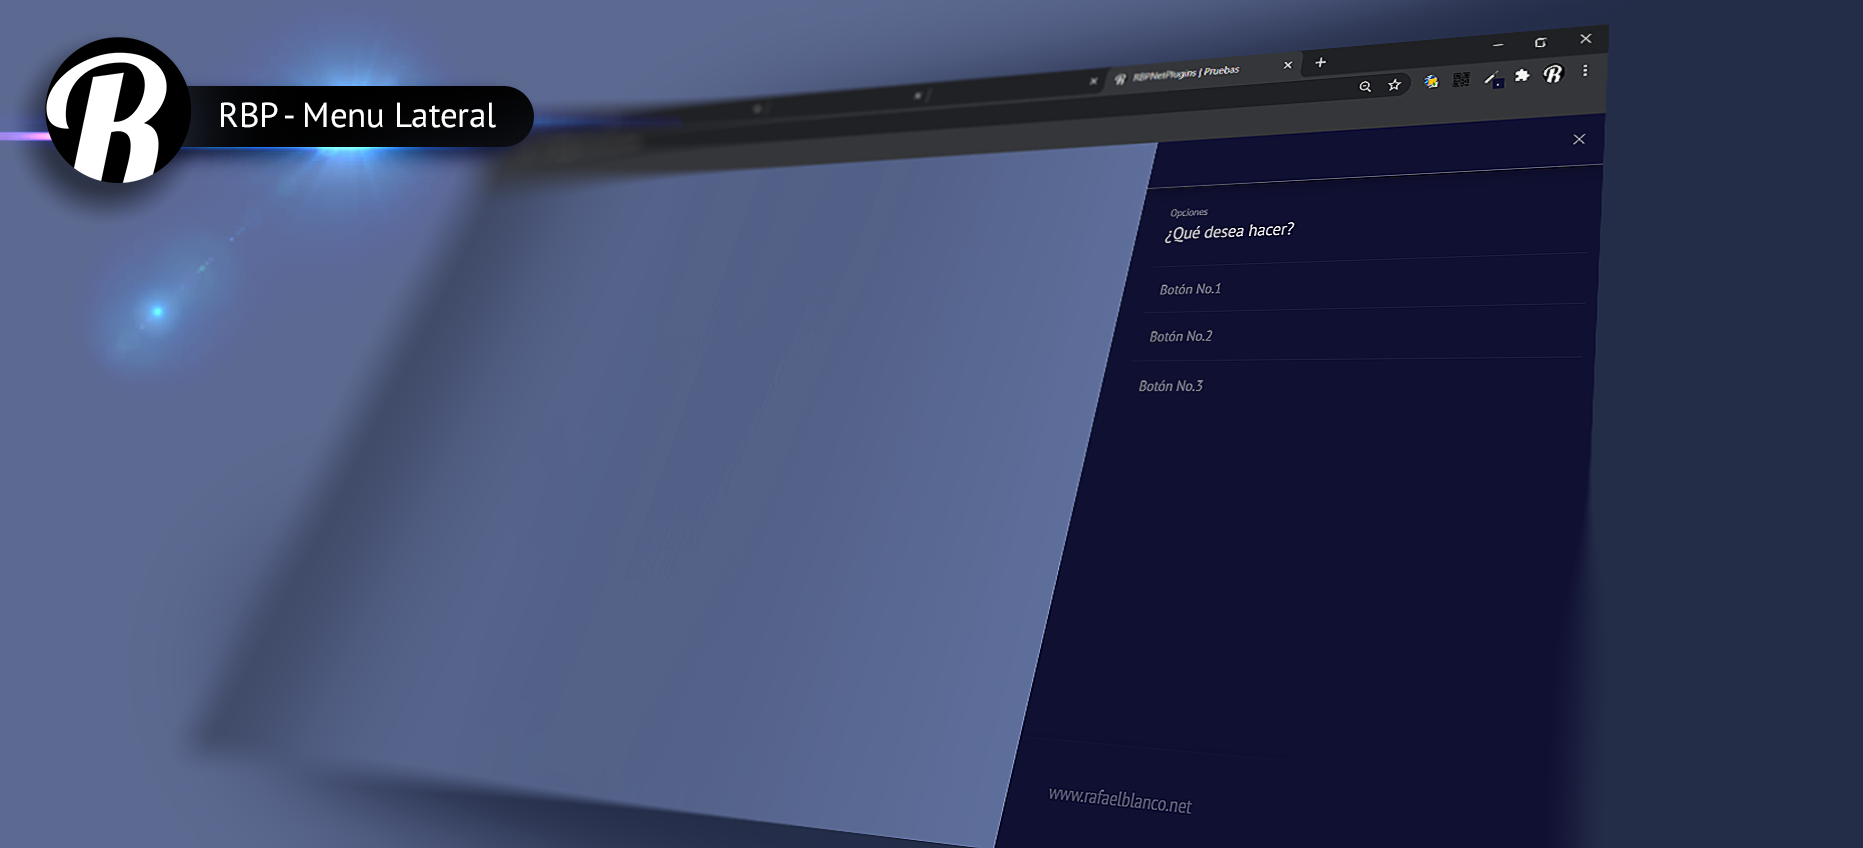 R
RBP - Menu Lateral
RBPNetPlugins | Pruebas
Opciones
¿Qué desea hacer?
Botón No.1
Botón No.2
Botón No.3
www.rafaelblanco.net